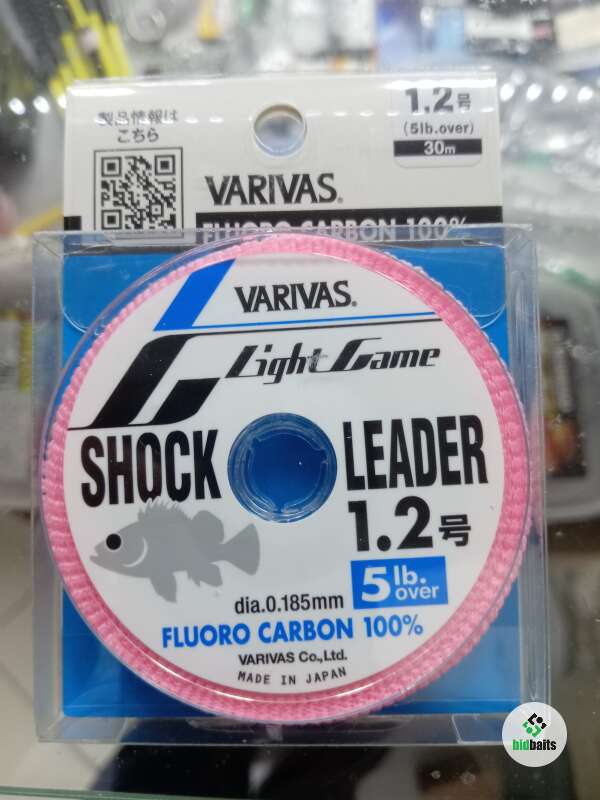 製品情報は
こちら
1.2号
(5lb.over)
30m
VARIVAS®
FLUORO CARBON 100%
VARIVAS®
Light Game
SHOCK LEADER
1.2号
5lb. over
dia.0.185mm
FLUORO CARBON 100%
VARIVAS Co.,Ltd.
MADE IN JAPAN
bidbaits